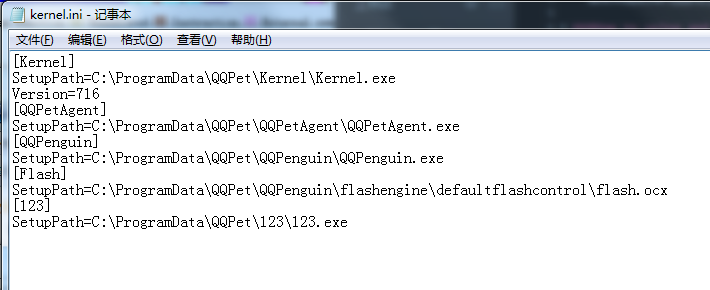 kernel.ini - 记事本
文件(F) 编辑(E) 格式(O) 查看(V) 帮助(H)
[Kernel]
SetupPath=C:\ProgramData\QQPet\Kernel\Kernel.exe
Version=716
[QQPetAgent]
SetupPath=C:\ProgramData\QQPet\QQPetAgent\QQPetAgent.exe
[QQPenguin]
SetupPath=C:\ProgramData\QQPet\QQPenguin\QQPenguin.exe
[Flash]
SetupPath=C:\ProgramData\QQPet\QQPenguin\flashengine\defaultflashcontrol\flash.ocx
[123]
SetupPath=C:\ProgramData\QQPet\123\123.exe